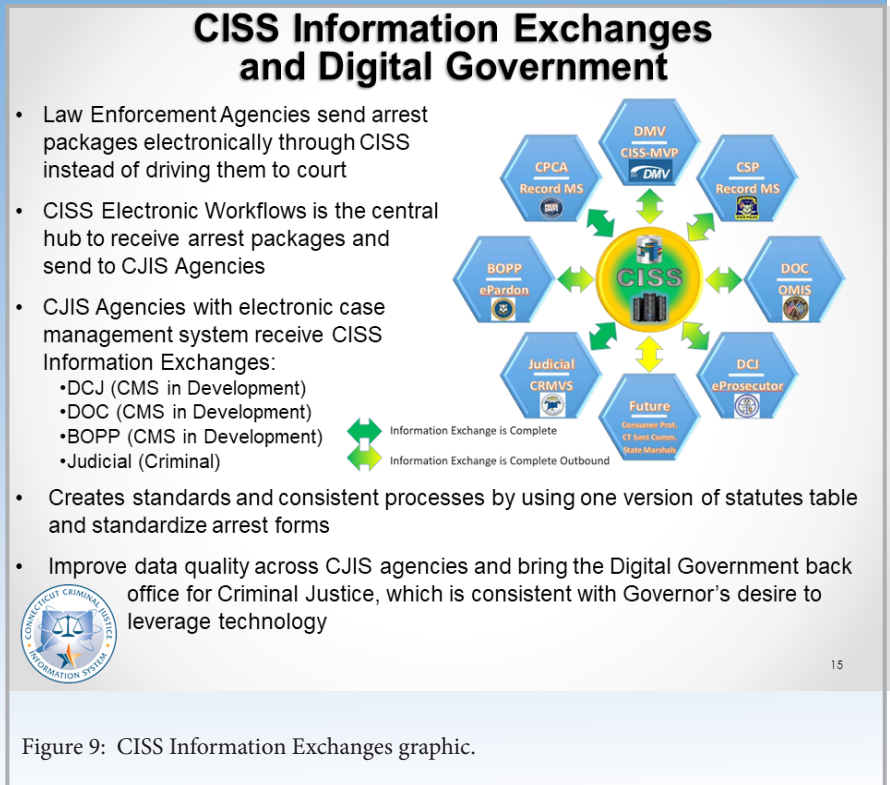 CISS Information Exchanges
and Digital Government
• Law Enforcement Agencies send arrest
packages electronically through CISS
instead of driving them to court
• CISS Electronic Workflows is the central
hub to receive arrest packages and
send to CJIS Agencies
• CJIS Agencies with electronic case
management system receive CISS
Information Exchanges:
•DCJ (CMS in Development)
•DOC (CMS in Development)
•BOPP (CMS in Development)
•Judicial (Criminal)
DMV
CISS-MVP
DMV
CPCA
Record MS
CSP
Record MS
BOPP
ePardon
CISS
DOC
OMIS
Judicial
CRMVS
DCJ
eProsecutor
Future
Consumer Prot.
CT Sent Comm.
State Marshals
Information Exchange is Complete
Information Exchange is Complete Outbound
• Creates standards and consistent processes by using one version of statutes table
and standardize arrest forms
• Improve data quality across CJIS agencies and bring the Digital Government back
office for Criminal Justice, which is consistent with Governor's desire to
leverage technology
CONNECTICUT CRIMINAL JUSTICE
INFORMATION SYSTEM
15
Figure 9: CISS Information Exchanges graphic.